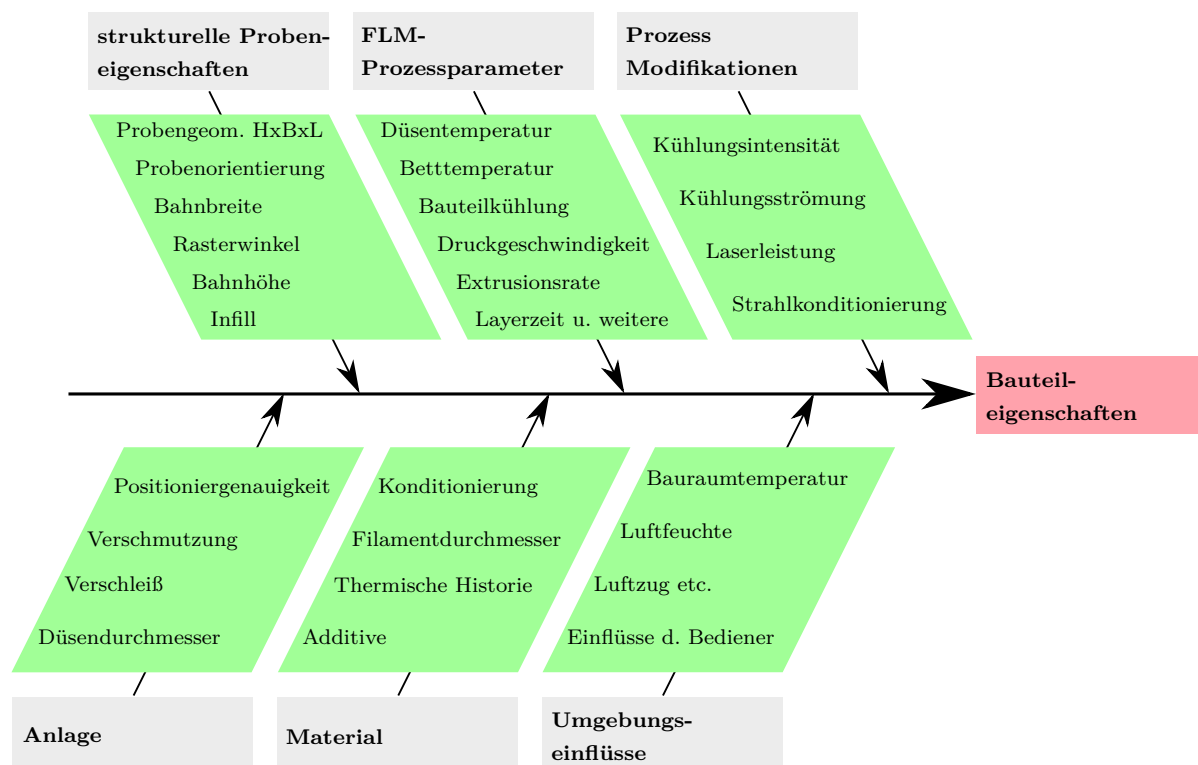 strukturelle Proben-
eigenschaften
FLM-
Prozessparameter
Prozess
Modifikationen
Probengeom. HxBxL
Probenorientierung
Bahnbreite
Rasterwinkel
Bahnhöhe
Infill
Düsentemperatur
Betttemperatur
Bauteilkühlung
Druckgeschwindigkeit
Extrusionsrate
Layerzeit u. weitere
Kühlungsintensität
Kühlungsströmung
Laserleistung
Strahlkonditionierung
Bauteil-
eigenschaften
Positioniergenauigkeit
Verschmutzung
Verschleiß
Düsendurchmesser
Konditionierung
Filamentdurchmesser
Thermische Historie
Additive
Bauraumtemperatur
Luftfeuchte
Luftzug etc.
Einflüsse d. Bediener
Anlage
Material
Umgebungs-
einflüsse